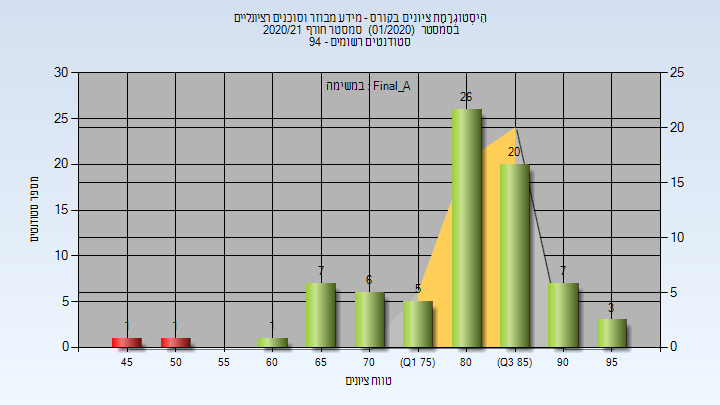 הִיסְטוֹגְרָמַת ציונים בקורס - מידע מבוזר וסוכנים רציונליים
בסמסטר (01/2020) סמסטר חורף 2020/21
סטודנטים רשומים - 94
במשימה : Final_A
30 25 20 15 10 5 0
25 20 15 10 5 0
מספר סטודנטים
1 1 1 7 6 5 26 20 7 3
45 50 55 60 65 70 (Q1 75) 80 (Q3 85) 90 95
טווח ציונים